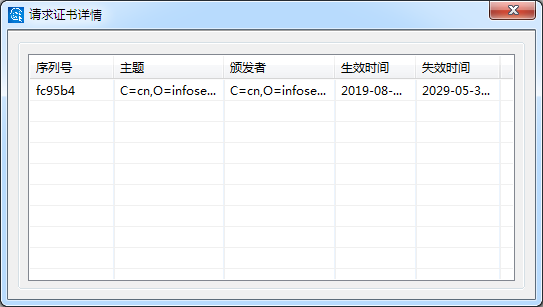 请求证书详情
序列号 主题 颁发者 生效时间 失效时间
fc95b4 C=cn,O=infose... C=cn,O=infose... 2019-08-... 2029-05-3...